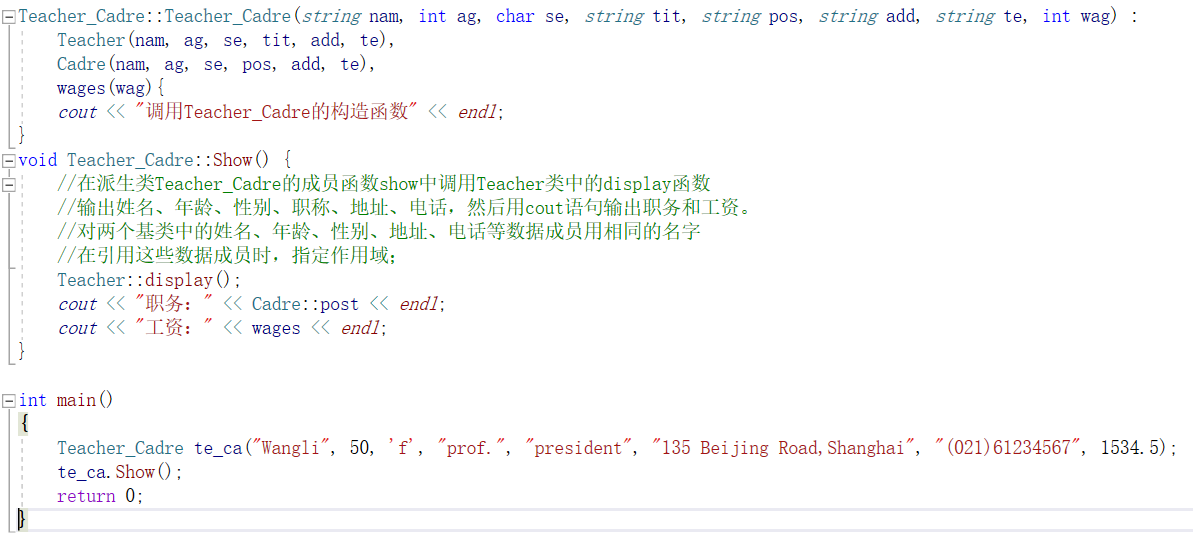 Teacher_Cadre::Teacher_Cadre(string nam, int ag, char se, string tit, string pos, string add, string te, int wag) :
Teacher(nam, ag, se, tit, add, te),
Cadre(nam, ag, se, pos, add, te),
wages(wag){
cout << "调用Teacher_Cadre的构造函数" << endl;
}
void Teacher_Cadre::Show() {
//在派生类Teacher_Cadre的成员函数show中调用Teacher类中的display函数
//输出姓名、年龄、性别、职称、地址、电话，然后用cout语句输出职务和工资。
//对两个基类中的姓名、年龄、性别、地址、电话等数据成员用相同的名字
//在引用这些数据成员时，指定作用域；
Teacher::display();
cout << "职务：" << Cadre::post << endl;
cout << "工资：" << wages << endl;
}
int main()
{
Teacher_Cadre te_ca("Wangli", 50, 'f', "prof.", "president", "135 Beijing Road,Shanghai", "(021)61234567", 1534.5);
te_ca.Show();
return 0;
}